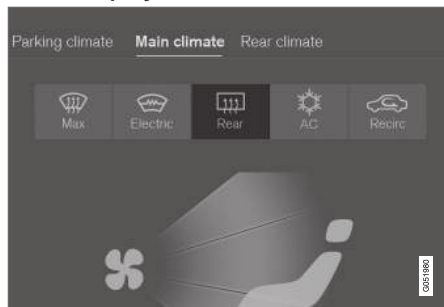 Parking climate Main climate Rear climate
Max Electric Rear AC Recirc
G051980